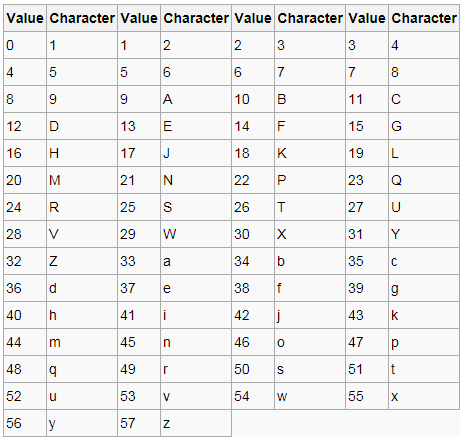 Value Character Value Character Value Character Value Character
0 1 1 2 2 3 3 4
4 5 5 6 6 7 7 8
8 9 9 A 10 B 11 C
12 D 13 E 14 F 15 G
16 H 17 J 18 K 19 L
20 M 21 N 22 P 23 Q
24 R 25 S 26 T 27 U
28 V 29 W 30 X 31 Y
32 Z 33 a 34 b 35 c
36 d 37 e 38 f 39 g
40 h 41 i 42 j 43 k
44 m 45 n 46 o 47 p
48 q 49 r 50 s 51 t
52 u 53 v 54 w 55 x
56 y 57 z